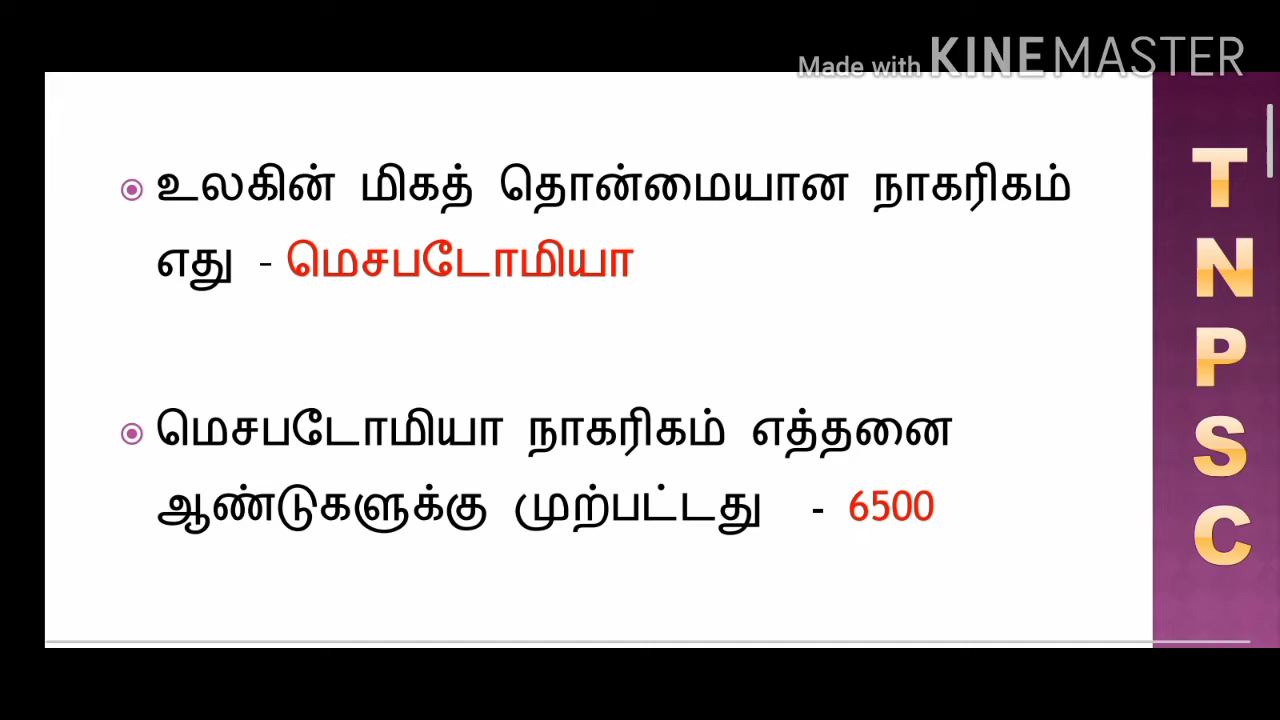 Made with KINEMASTER
உலகின் மிகத் தொன்மையான நாகரிகம்
எது - மெசபடோமியா
மெசபடோமியா நாகரிகம் எத்தனை
ஆண்டுகளுக்கு முற்பட்டது - 6500
T
N
P
S
C